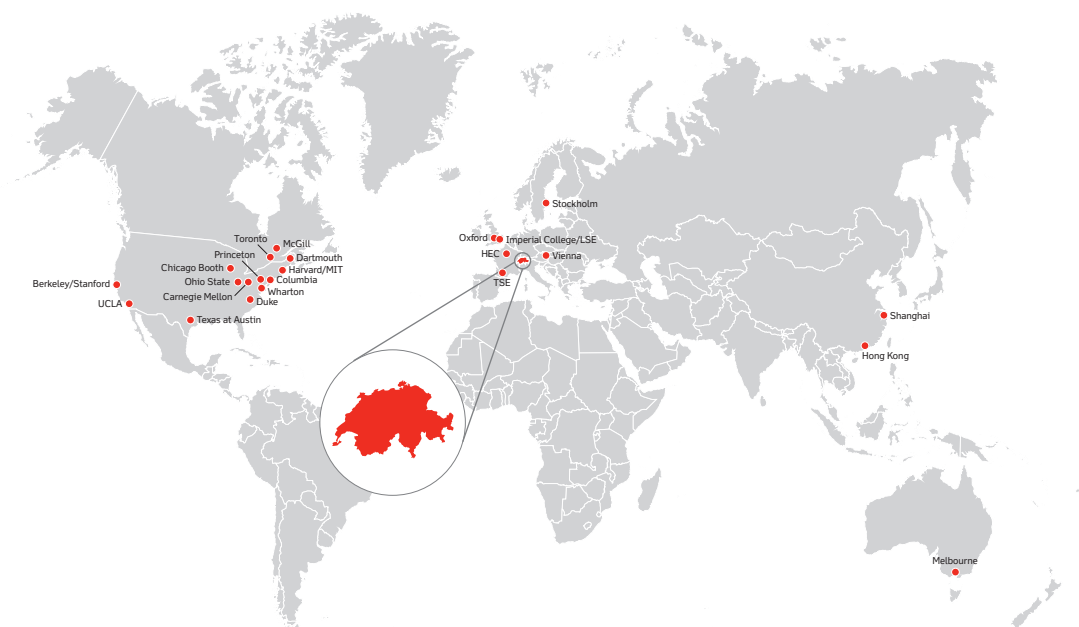 Stockholm
Toronto
McGill
Oxford
Imperial College/LSE
Princeton
Dartmouth
HEC
Vienna
Chicago Booth
Harvard/MIT
Ohio State
Columbia
TSE
Berkeley/Stanford
Carnegie Mellon
Wharton
UCLA
Duke
Texas at Austin
Shanghai
Hong Kong
Melbourne